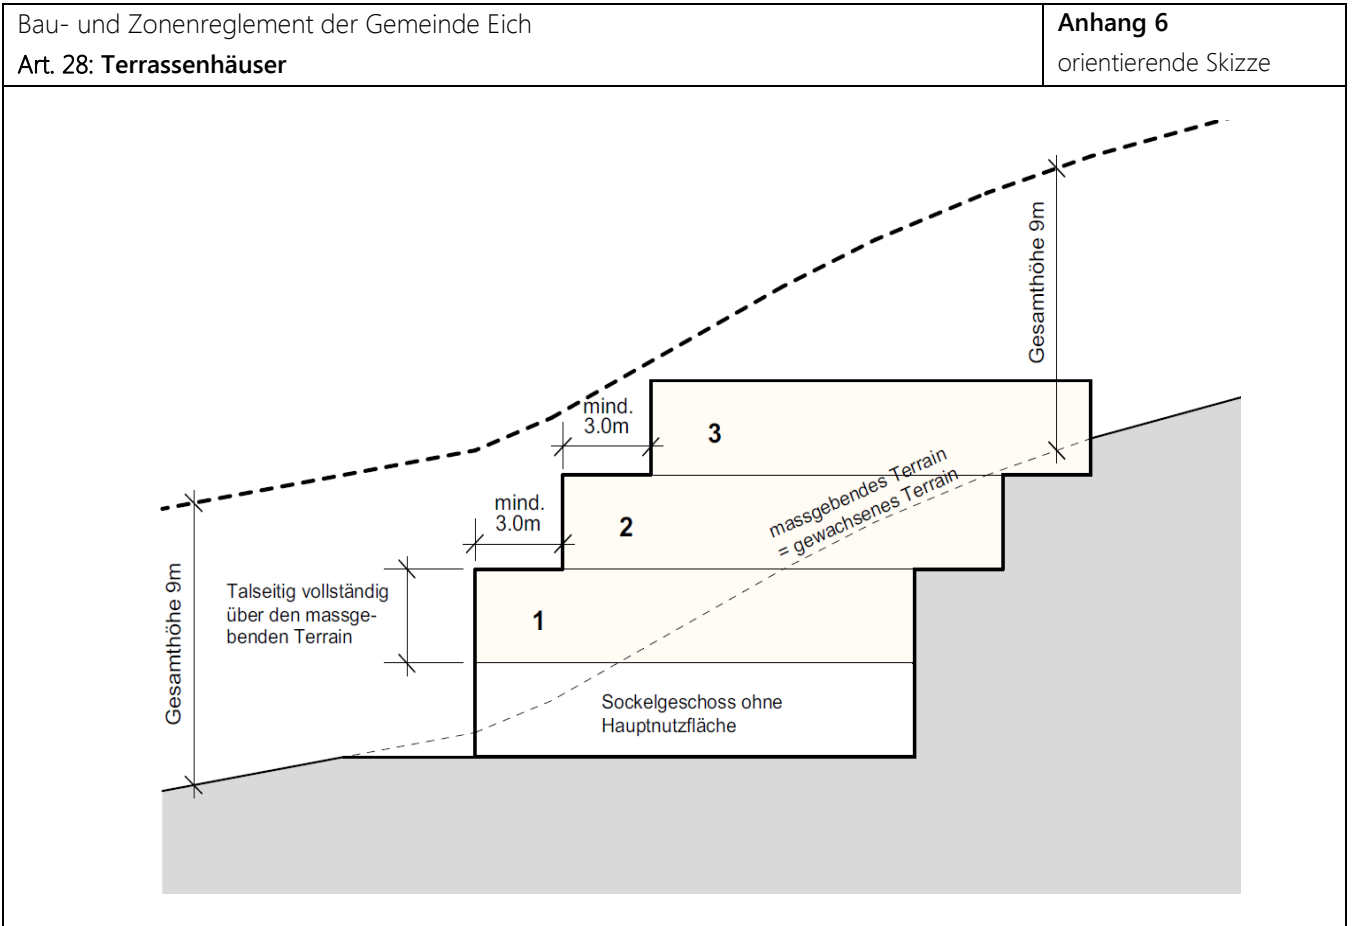 Bau- und Zonenreglement der Gemeinde Eich
Art. 28: Terrassenhäuser
Anhang 6
orientierende Skizze
Gesamthöhe 9m
mind.
3.0m
3
massgebendes Terrain
= gewachsenes Terrain
mind.
3.0m
2
Gesamthöhe 9m
Talseitig vollständig
über den massge-
benden Terrain
1
Sockelgeschoss ohne
Hauptnutzfläche